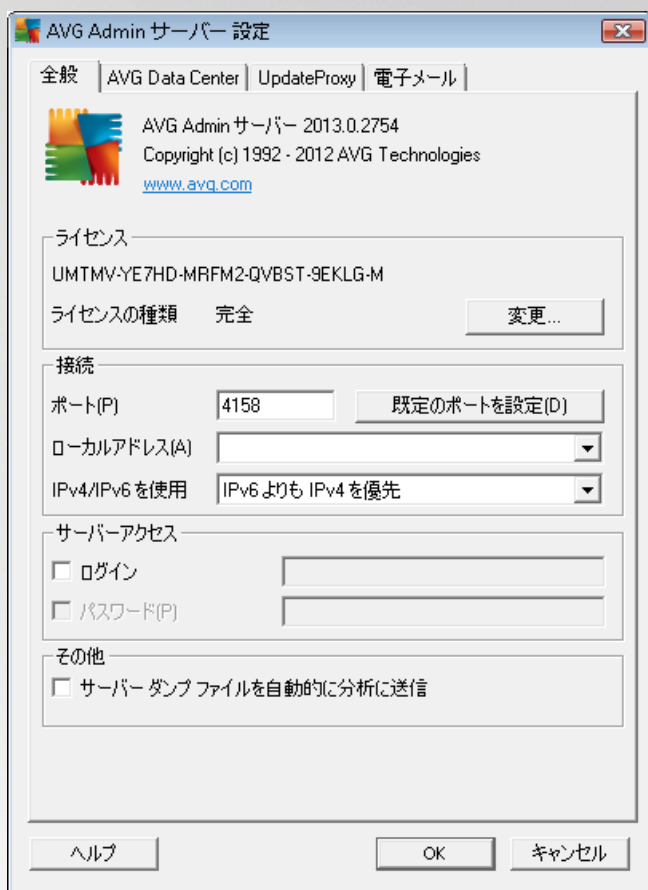 AVG Admin サーバー 設定
全般 AVG Data Center UpdateProxy 電子メール
AVG Admin サーバー 2013.0.2754
Copyright (c) 1992 - 2012 AVG Technologies
www.avg.com
ライセンス
UMTMV-YE7HD-MRFM2-QVBST-9EKLG-M
ライセンスの種類 完全 変更...
接続
ポート(P) 4158 既定のポートを設定(D)
ローカルアドレス(A)
IPv4/IPv6 を使用 IPv6 よりも IPv4 を優先
サーバーアクセス
ログイン
パスワード(P)
その他
サーバー ダンプ ファイルを自動的に分析に送信
ヘルプ OK キャンセル